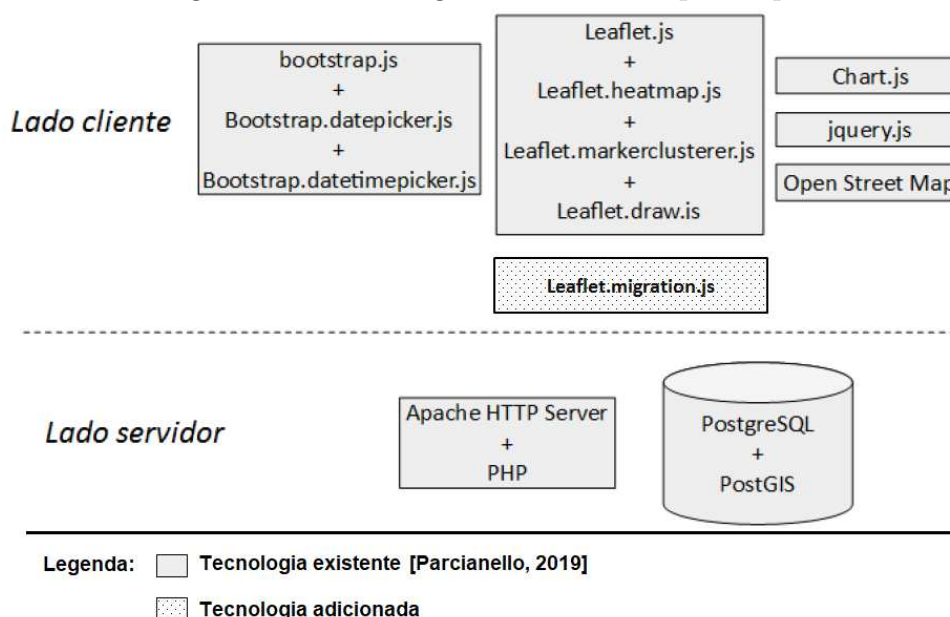 Lado cliente
bootstrap.js
+
Bootstrap.datepicker.js
+
Bootstrap.datetimepicker.js
Leaflet.js
+
Leaflet.heatmap.js
+
Leaflet.markerclusterer.js
+
Leaflet.draw.is
Chart.js
jquery.js
Open Street Map
Leaflet.migration.js
Lado servidor
Apache HTTP Server
+
PHP
PostgreSQL
+
PostGIS
Legenda:
Tecnologia existente [Parcianello, 2019]
Tecnologia adicionada